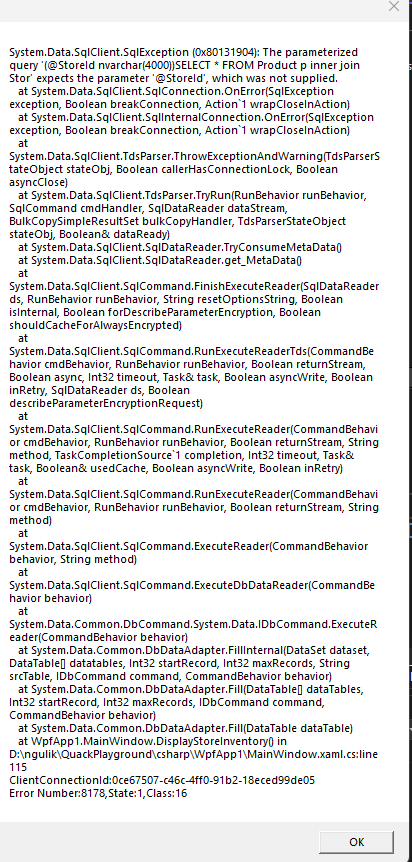 System.Data.SqlClient.SqlException (0x80131904): The parameterized
query '(@StoreId nvarchar(4000))SELECT * FROM Product p inner join
Stor' expects the parameter '@StoreId', which was not supplied.
at System.Data.SqlClient.SqlConnection.OnError(SqlException
exception, Boolean breakConnection, Action`1 wrapCloseInAction)
at System.Data.SqlClient.SqlInternalConnection.OnError(SqlException
exception, Boolean breakConnection, Action`1 wrapCloseInAction)
at
System.Data.SqlClient.TdsParser.ThrowExceptionAndWarning(TdsParserS
tateObject stateObj, Boolean callerHasConnectionLock, Boolean
asyncClose)
at System.Data.SqlClient.TdsParser.TryRun(RunBehavior runBehavior,
SqlCommand cmdHandler, SqlDataReader dataStream,
BulkCopySimpleResultSet bulkCopyHandler, TdsParserStateObject
stateObj, Boolean& dataReady)
at System.Data.SqlClient.SqlDataReader.TryConsumeMetaData()
at System.Data.SqlClient.SqlDataReader.get_MetaData()
at
System.Data.SqlClient.SqlCommand.FinishExecuteReader(SqlDataReader
ds, RunBehavior runBehavior, String resetOptionsString, Boolean
isInternal, Boolean forDescribeParameterEncryption, Boolean
shouldCacheForAlwaysEncrypted)
at
System.Data.SqlClient.SqlCommand.RunExecuteReaderTds(CommandBe
havior cmdBehavior, RunBehavior runBehavior, Boolean returnStream,
Boolean async, Int32 timeout, Task& task, Boolean asyncWrite, Boolean
inRetry, SqlDataReader ds, Boolean
describeParameterEncryptionRequest)
at
System.Data.SqlClient.SqlCommand.RunExecuteReader(CommandBehavi
or cmdBehavior, RunBehavior runBehavior, Boolean returnStream, String
method, TaskCompletionSource`1 completion, Int32 timeout, Task&
task, Boolean& usedCache, Boolean asyncWrite, Boolean inRetry)
at
System.Data.SqlClient.SqlCommand.RunExecuteReader(CommandBehavi
or cmdBehavior, RunBehavior runBehavior, Boolean returnStream, String
method)
at
System.Data.SqlClient.SqlCommand.ExecuteReader(CommandBehavior
behavior, String method)
at
System.Data.SqlClient.SqlCommand.ExecuteDbDataReader(CommandBe
havior behavior)
at
System.Data.Common.DbCommand.System.Data.IDbCommand.ExecuteR
eader(CommandBehavior behavior)
at System.Data.Common.DbDataAdapter.FillInternal(DataSet dataset,
DataTable[] datatables, Int32 startRecord, Int32 maxRecords, String
srcTable, IDbCommand command, CommandBehavior behavior)
at System.Data.Common.DbDataAdapter.Fill(DataTable[] dataTables,
Int32 startRecord, Int32 maxRecords, IDbCommand command,
CommandBehavior behavior)
at System.Data.Common.DbDataAdapter.Fill(DataTable dataTable)
at WpfApp1.MainWindow.DisplayStoreInventory() in
D:\ngulik\QuackPlayground\csharp\WpfApp1\MainWindow.xaml.cs:line
115
ClientConnectionId:0ce67507-c46c-4ff0-91b2-18eced99de05
Error Number:8178,State:1,Class:16
OK